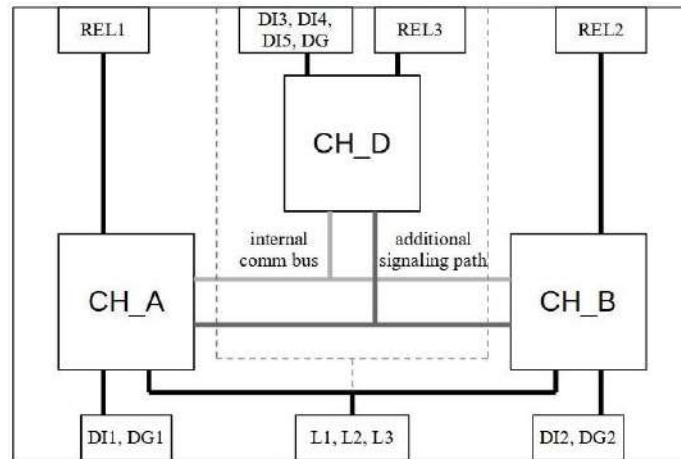 REL1
DI3, DI4,
DI5, DG
REL3
REL2
CH_D
internal
comm bus
additional
signaling path
CH_A
CH_B
DI1, DG1
L1, L2, L3
DI2, DG2